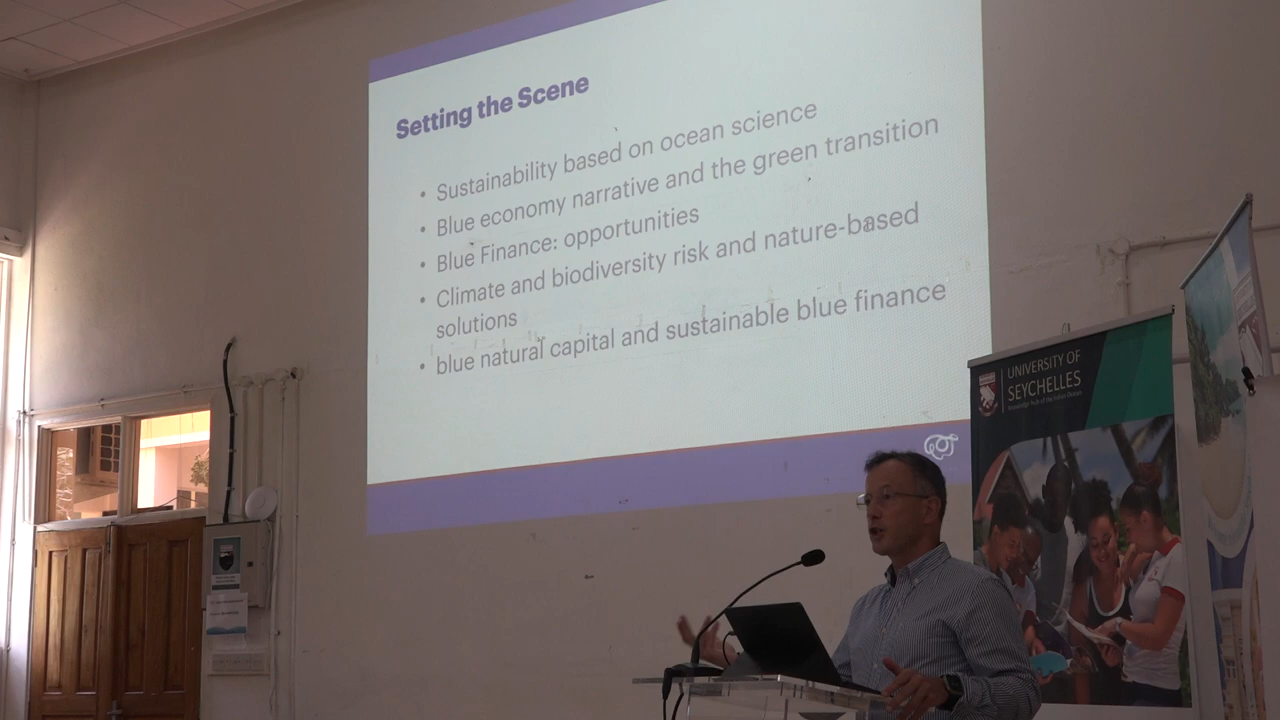 Setting the Scene
• Sustainability based on ocean science
• Blue economy narrative and the green transition
• Blue Finance: opportunities
• Climate and biodiversity risk and nature-based
solutions
• blue natural capital and sustainable blue finance
UNIVERSITY OF
SEYCHELLES